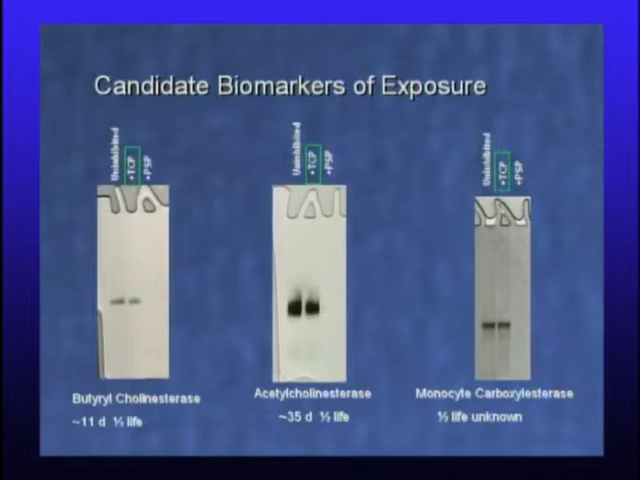 Candidate Biomarkers of Exposure
Uninhibited
+TCP
+PSP
Uninhibited
+TCP
+PSP
Uninhibited
+TCP
+PSP
Butyryl Cholinesterase
~11 d ½ life
Acetylcholinesterase
~35 d ½ life
Monocyte Carboxylesterase
½ life unknown